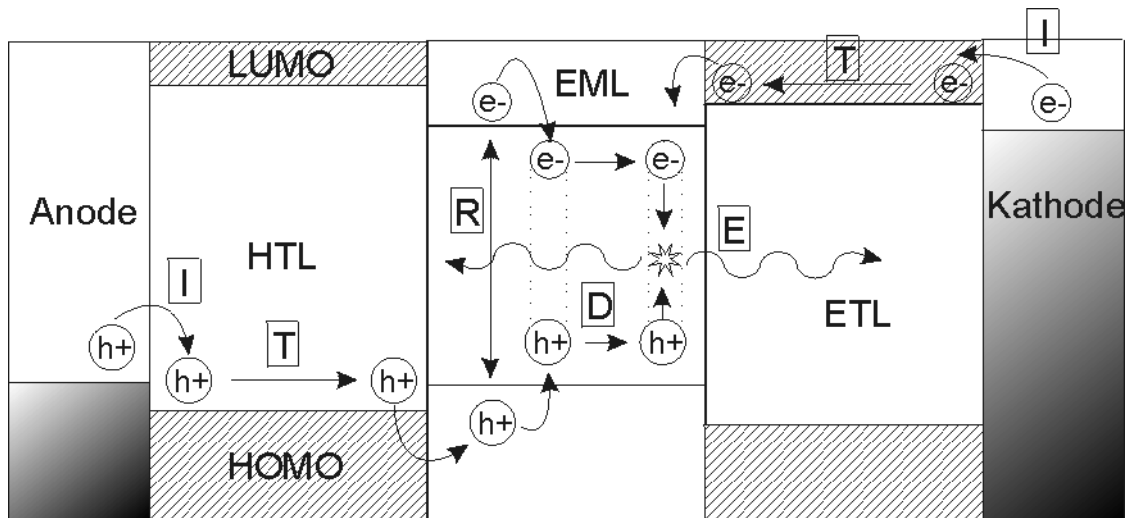 I
LUMO
EML
T
e-
e-
e-
e-
e-
e-
Anode
R
Kathode
HTL
E
I
D
ETL
h+
T
h+
h+
h+
h+
h+
HOMO